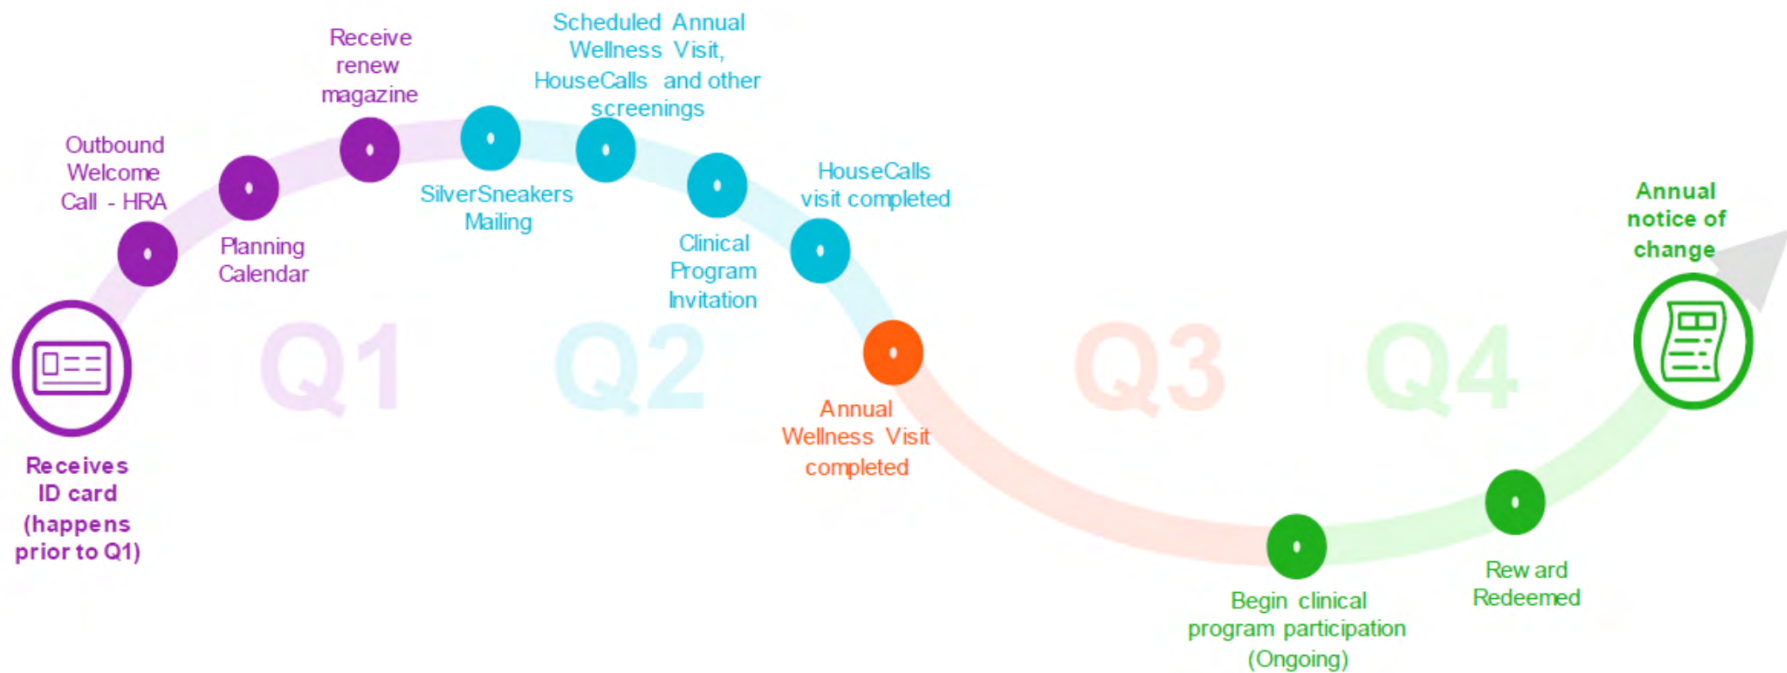 Receives
ID card
(happens
prior to Q1)
Outbound
Welcome
Call - HRA
Planning
Calendar
Receive
renew
magazine
Q1
SilverSneakers
Mailing
Scheduled Annual
Wellness Visit,
HouseCalls and other
screenings
Clinical
Program
Invitation
HouseCalls
visit completed
Q2
Annual
Wellness Visit
completed
Q3
Begin clinical
program participation
(Ongoing)
Q4
Reward
Redeemed
Annual
notice of
change